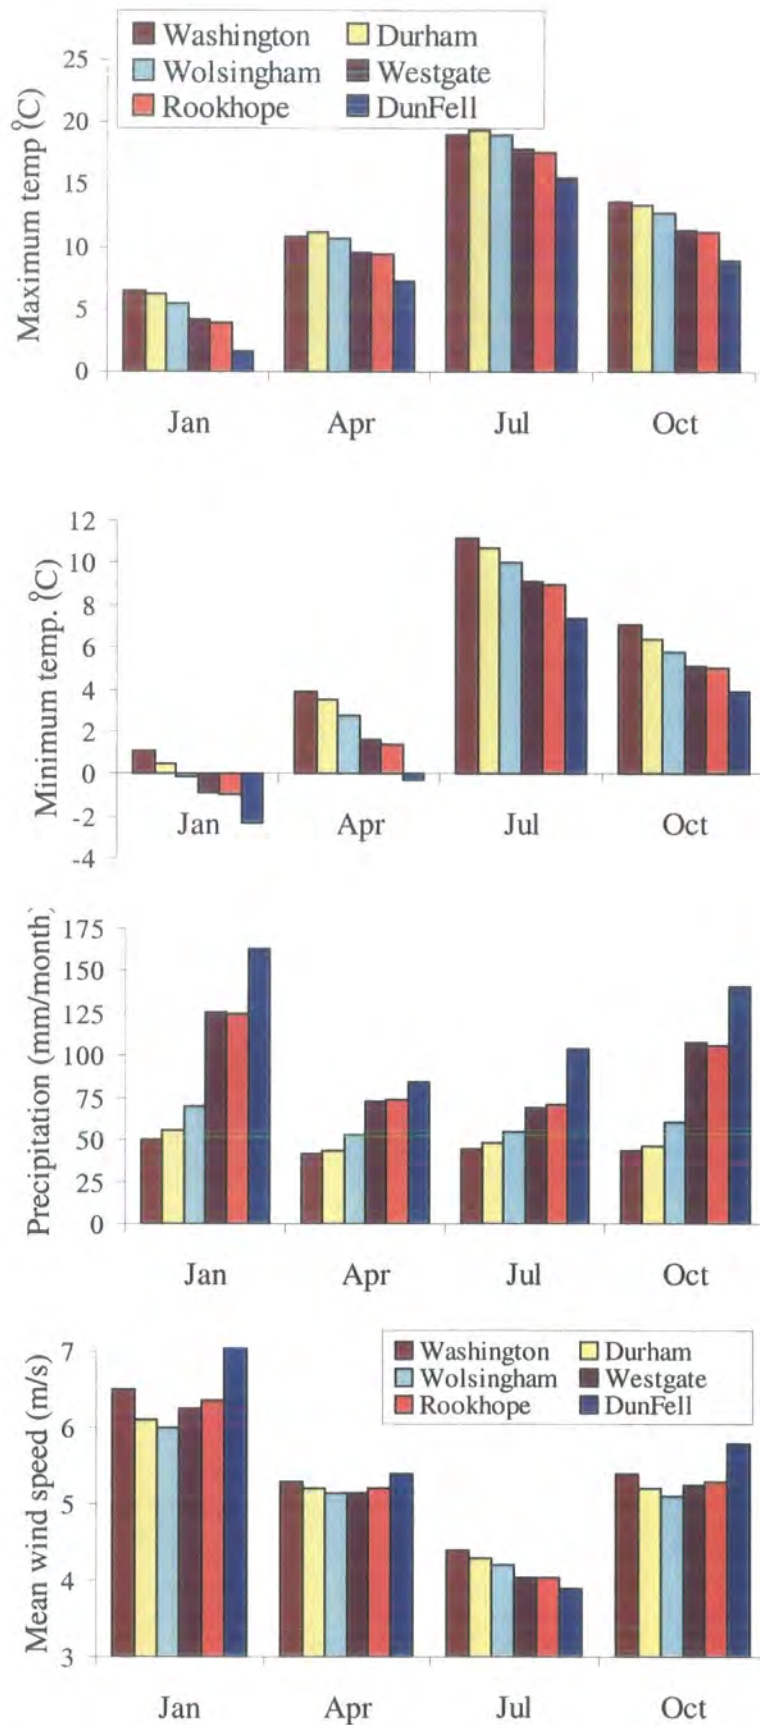 Washington Durham
Wolsingham Westgate
Rookhope DunFell
Maximum temp (°C)
25
20
15
10
5
0
Jan Apr Jul Oct
Minimum temp. (°C)
12
10
8
6
4
2
0
-2
-4
Jan Apr Jul Oct
Precipitation (mm/month)
175
150
125
100
75
50
25
0
Jan Apr Jul Oct
Washington Durham
Wolsingham Westgate
Rookhope DunFell
Mean wind speed (m/s)
7
6
5
4
3
Jan Apr Jul Oct